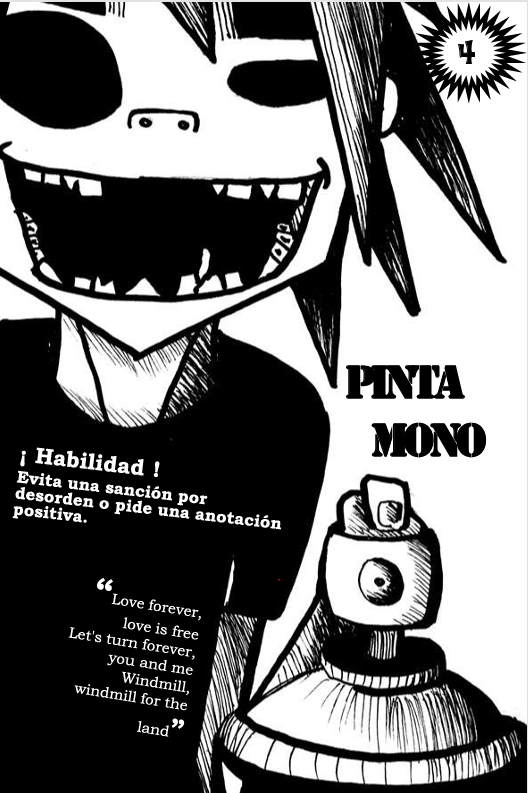 4
PINTA
MONO
¡ Habilidad !
Evita una sanción por
desorden o pide una anotación
positiva.
“Love forever,
love is free
Let's turn forever,
you and me
Windmill,
windmill for the
land”